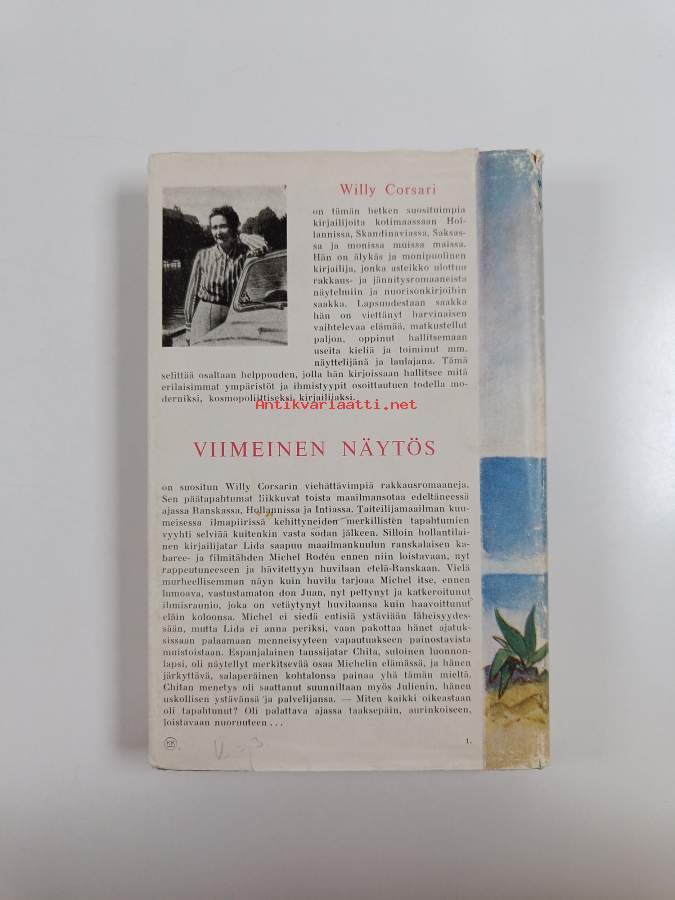 Willy Corsari
on tämän hetken suosituimpia
kirjailijoita kotimaassaan Hol-
lannissa, Skandinaviassa, Saksas-
sa ja monissa muissa maissa.
Hän on älykäs ja monipuolinen
kirjailija, jonka asteikko ulottuu
rakkaus- ja jännitysromaaneista
näytelmiin ja nuorisonkirjoihin
saakka. Lapsuudestaan saakka
hän on viettänyt harvinaisen
vaihtelevaa elämää, matkustellut
paljon, oppinut hallitsemaan
useita kieliä ja toiminut mm.
näyttelijänä ja laulajana. Tämä
selittää osaltaan helppouden, jolla hän kirjoissaan hallitsee mitä
erilaisimmat ympäristöt ja ihmistyypit osoittautuen todella mo-
derniksi, kosmopoliittiseksi kirjailijaksi.
Antikvariaatti.net
VIIMEINEN NÄYTÖS
on suositun Willy Corsarin viehättävimpiä rakkausromaaneja.
Sen päätapahtumat liikkuvat toista maailmansotaa edeltäneessä
ajassa Ranskassa, Hollannissa ja Intiassa. Taiteilijamaailman kuu-
meisessa ilmapiirissä kehittyneiden merkillisten tapahtumien
vyyhti selviää kuitenkin vasta sodan jälkeen. Silloin hollantilai-
nen kirjailijatar Lida saapuu maailmankuulun ranskalaisen ka-
baree- ja filmitähden Michel Rodén ennen niin loistavaan, nyt
rappeutuneeseen ja hävitettyyn huvilaan etelä-Ranskaan. Vielä
murheellisemman näyn kuin huvila tarjoaa Michel itse, ennen
lumoava, vastustamaton don Juan, nyt pettynyt ja katkeroitunut
ihmisraunio, joka on vetäytynyt huvilaansa kuin haavoittunut
eläin koloonsa. Michel ei siedä entisiä ystäviään läheisyydes-
sään, mutta Lida ei anna periksi, vaan pakottaa hänet ajatuk-
sissaan palaamaan menneisyyteen vapautuakseen painostavista
muistoistaan. Espanjalainen tanssijatar Chita, suloinen luonnon-
lapsi, oli näytellyt merkitsevää osaa Michelin elämässä, ja hänen
järkyttävä, salaperäinen kohtalonsa painaa yhä tämän mieltä.
Chitan menetys oli saattanut suunniltaan myös Julienin, hänen
uskollisen ystävänsä ja palvelijansa. — Miten kaikki oikeastaan
oli tapahtunut? Oli palattava ajassa taaksepäin, aurinkoiseen,
loistavaan nuoruuteen...
KK
1.